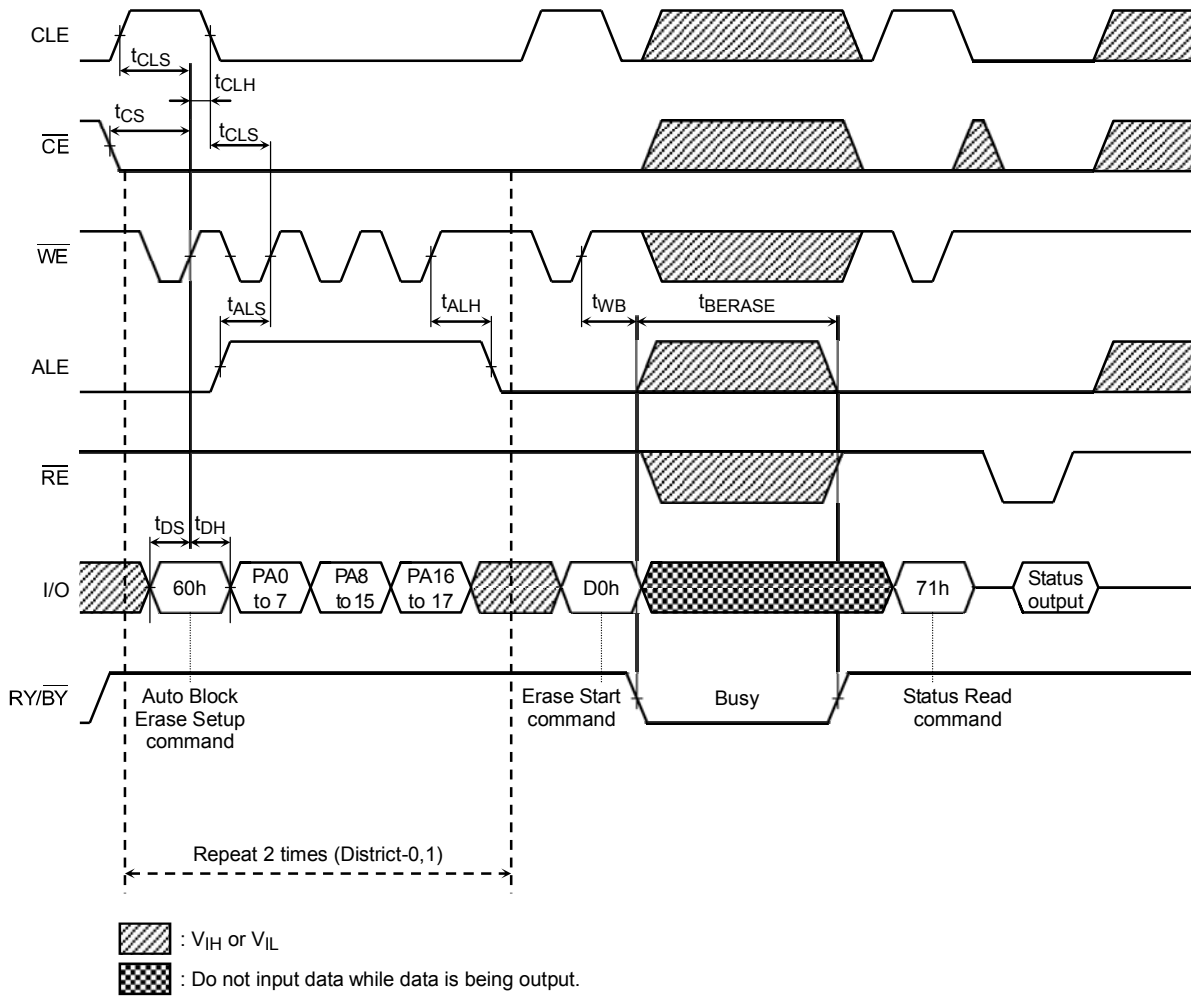 CLE
tCLS
tCLH
tCS
tCLS
CE
WE
tALS
tALH
tWB
tBERASE
ALE
RE
tDS
tDH
I/O
60h
PA0
to 7
PA8
to 15
PA16
to 17
D0h
71h
Status
output
RY/BY
Auto Block
Erase Setup
command
Erase Start
command
Busy
Status Read
command
Repeat 2 times (District-0,1)
: VIH or VIL
: Do not input data while data is being output.